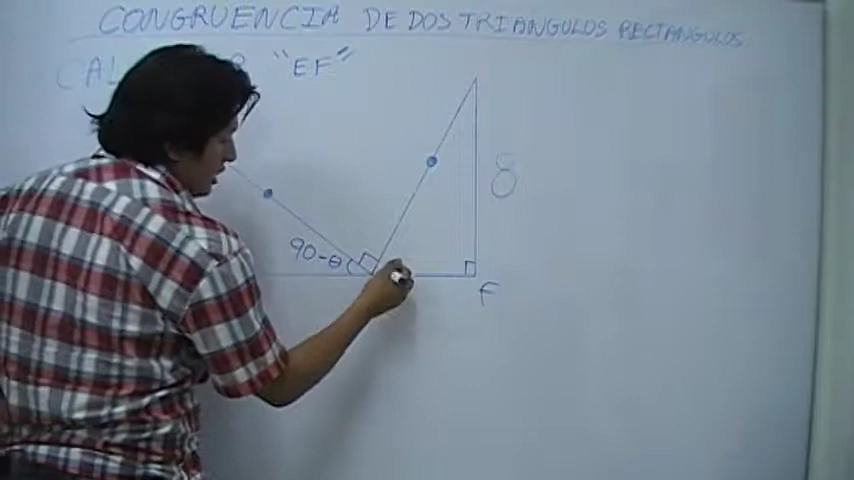 CONGRUENCIA DE DOS TRIANGULOS RECTANGULOS
"EF"
8
90-θ
F